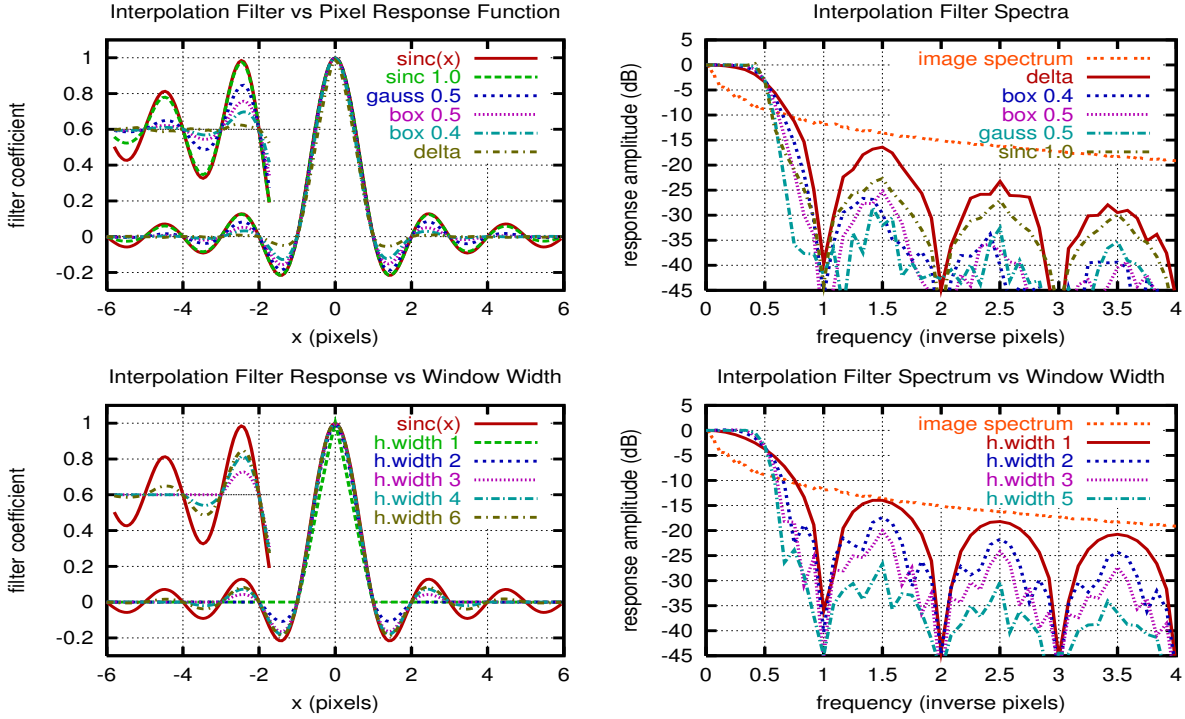 Interpolation Filter vs Pixel Response Function
filter coefficient
1
0.8
0.6
0.4
0.2
0
-0.2
sinc(x)
sinc 1.0
gauss 0.5
box 0.5
box 0.4
delta
-6 -4 -2 0 2 4 6
x (pixels)
Interpolation Filter Spectra
response amplitude (dB)
5
0
-5
-10
-15
-20
-25
-30
-35
-40
-45
image spectrum
delta
box 0.4
box 0.5
gauss 0.5
sinc 1.0
0 0.5 1 1.5 2 2.5 3 3.5 4
frequency (inverse pixels)
Interpolation Filter Response vs Window Width
filter coefficient
1
0.8
0.6
0.4
0.2
0
-0.2
sinc(x)
h.width 1
h.width 2
h.width 3
h.width 4
h.width 6
-6 -4 -2 0 2 4 6
x (pixels)
Interpolation Filter Spectrum vs Window Width
response amplitude (dB)
5
0
-5
-10
-15
-20
-25
-30
-35
-40
-45
image spectrum
h.width 1
h.width 2
h.width 3
h.width 5
0 0.5 1 1.5 2 2.5 3 3.5 4
frequency (inverse pixels)